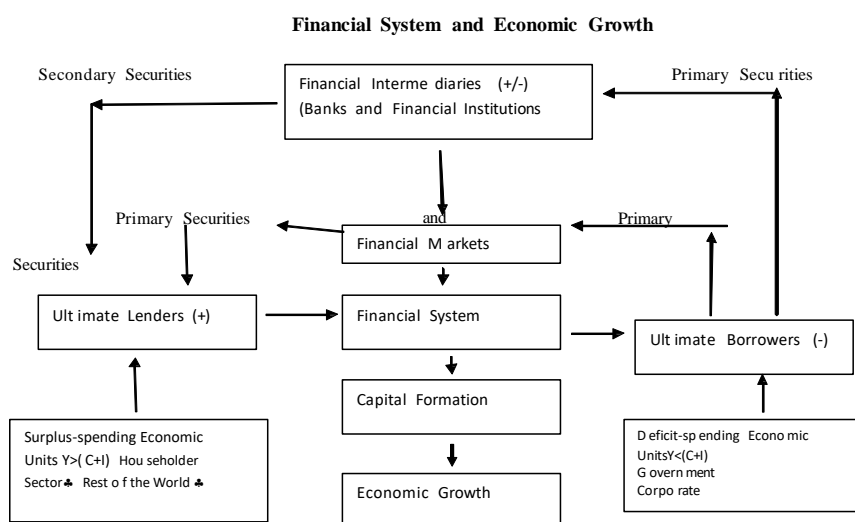 Financial System and Economic Growth
Secondary Securities
Financial Interme diaries (+/-)
(Banks and Financial Institutions
Primary Secu rities
Primary Securities
and
Primary
Financial M arkets
Securities
Ult imate Lenders (+)
Financial System
Ult imate Borrowers (-)
Capital Formation
Surplus-spending Economic
Units Y>( C+I) Hou seholder
Sector♣ Rest o f the World ♣
D eficit-sp ending Econo mic
UnitsY<(C+I)
G overn ment
Corpo rate
Economic Growth